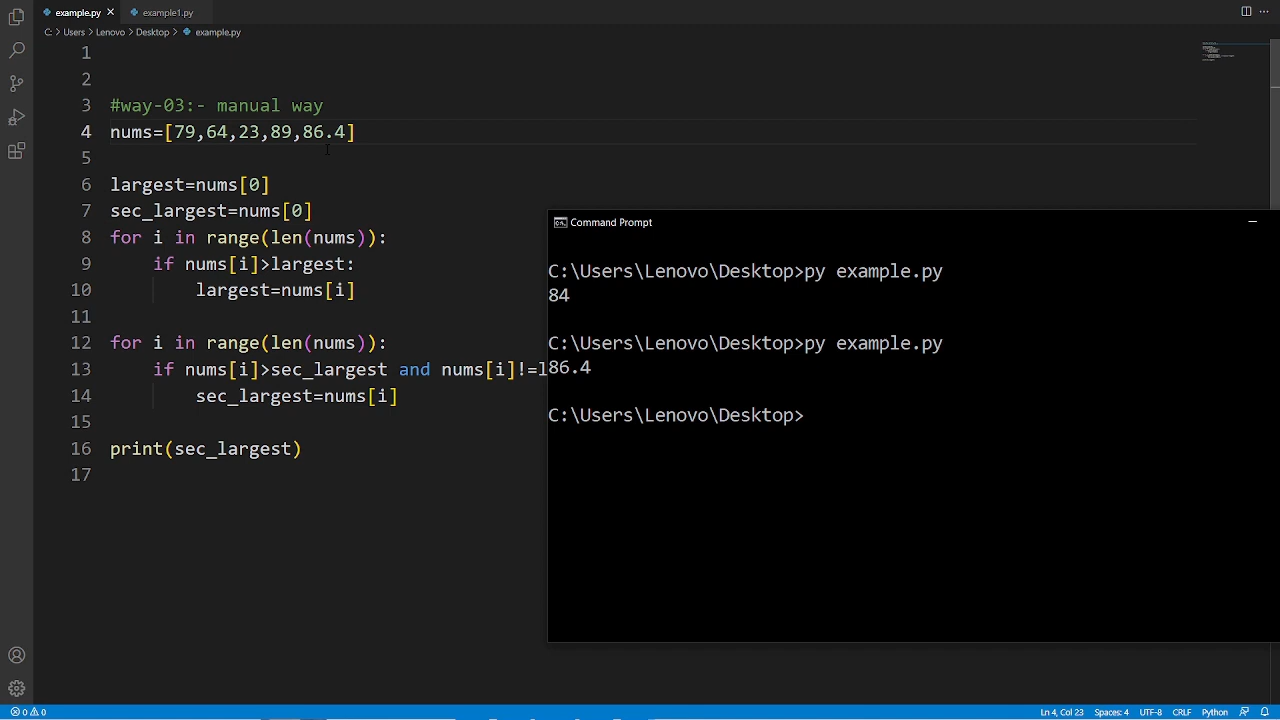 example.py
example1.py
C: > Users > Lenovo > Desktop > example.py
1
2
3 #way-03:- manual way
4 nums=[79,64,23,89,86.4]
5
6 largest=nums[0]
7 sec_largest=nums[0]
8 for i in range(len(nums)):
9 if nums[i]>largest:
10 largest=nums[i]
11
12 for i in range(len(nums)):
13 if nums[i]>sec_largest and nums[i]!=l
14 sec_largest=nums[i]
15
16 print(sec_largest)
17
Command Prompt
C:\Users\Lenovo\Desktop>py example.py
84
C:\Users\Lenovo\Desktop>py example.py
86.4
C:\Users\Lenovo\Desktop>
0 0
Ln 4, Col 23 Spaces: 4 UTF-8 CRLF Python